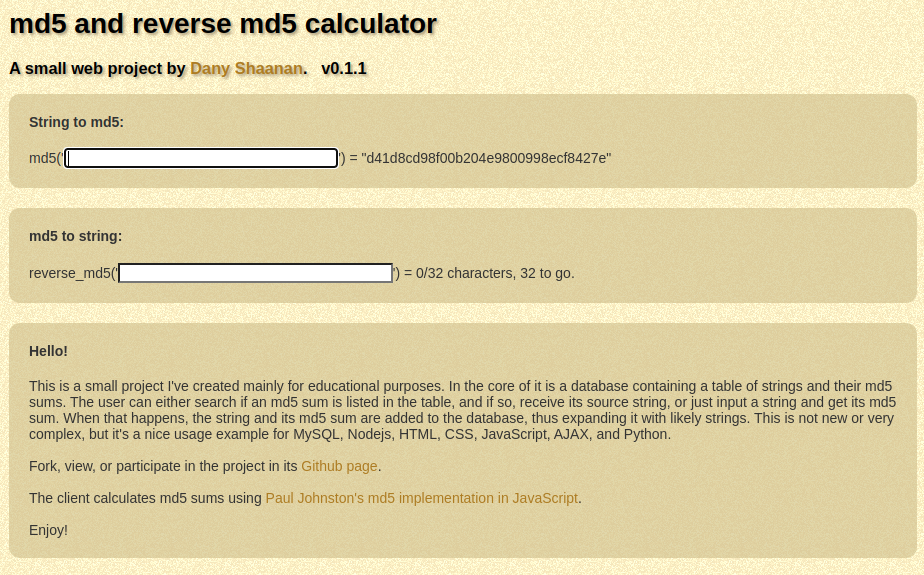 md5 and reverse md5 calculator
A small web project by Dany Shaanan.   v0.1.1
String to md5:
md5('') = "d41d8cd98f00b204e9800998ecf8427e"
md5 to string:
reverse_md5('') = 0/32 characters, 32 to go.
Hello!
This is a small project I've created mainly for educational purposes. In the core of it is a database containing a table of strings and their md5
sums. The user can either search if an md5 sum is listed in the table, and if so, receive its source string, or just input a string and get its md5
sum. When that happens, the string and its md5 sum are added to the database, thus expanding it with likely strings. This is not new or very
complex, but it's a nice usage example for MySQL, Nodejs, HTML, CSS, JavaScript, AJAX, and Python.
Fork, view, or participate in the project in its Github page.
The client calculates md5 sums using Paul Johnston's md5 implementation in JavaScript.
Enjoy!